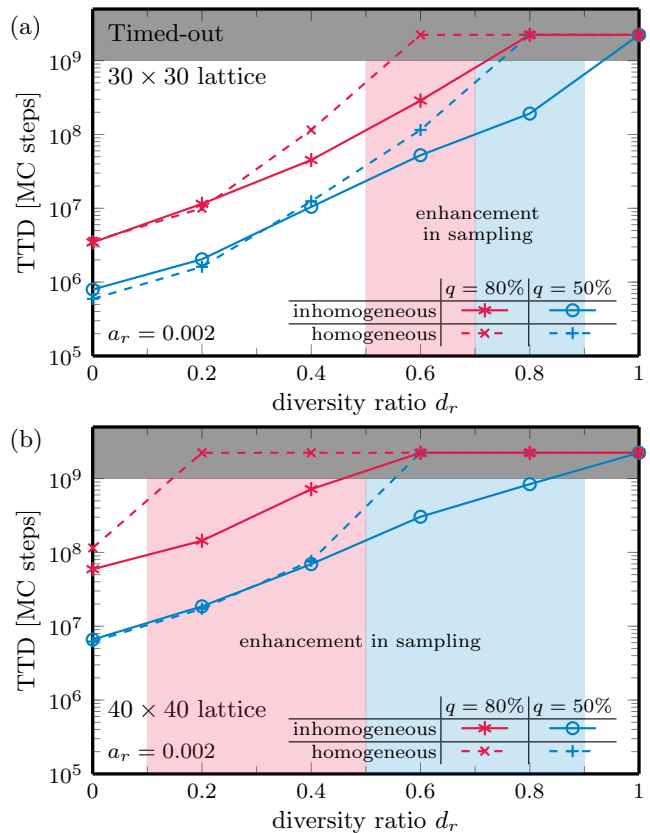 (a)
Timed-out
30 × 30 lattice
10^9
10^8
10^7
10^6
10^5
TTD [MC steps]
enhancement
in sampling
q = 80% q = 50%
inhomogeneous
homogeneous
a_r = 0.002
0 0.2 0.4 0.6 0.8 1
diversity ratio d_r
(b)
10^9
10^8
10^7
10^6
10^5
TTD [MC steps]
enhancement in sampling
40 × 40 lattice
q = 80% q = 50%
inhomogeneous
homogeneous
a_r = 0.002
0 0.2 0.4 0.6 0.8 1
diversity ratio d_r